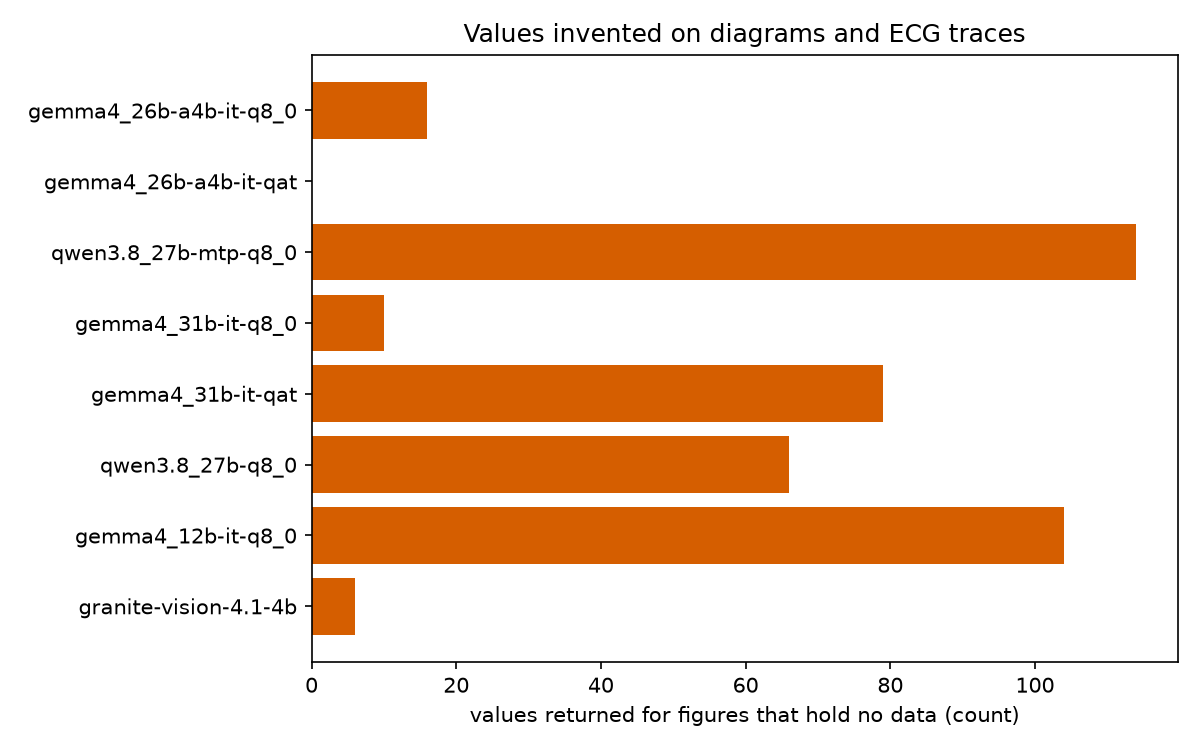 Values invented on diagrams and ECG traces
gemma4_26b-a4b-it-q8_0
gemma4_26b-a4b-it-qat
qwen3.8_27b-mtp-q8_0
gemma4_31b-it-q8_0
gemma4_31b-it-qat
qwen3.8_27b-q8_0
gemma4_12b-it-q8_0
granite-vision-4.1-4b
0 20 40 60 80 100
values returned for figures that hold no data (count)